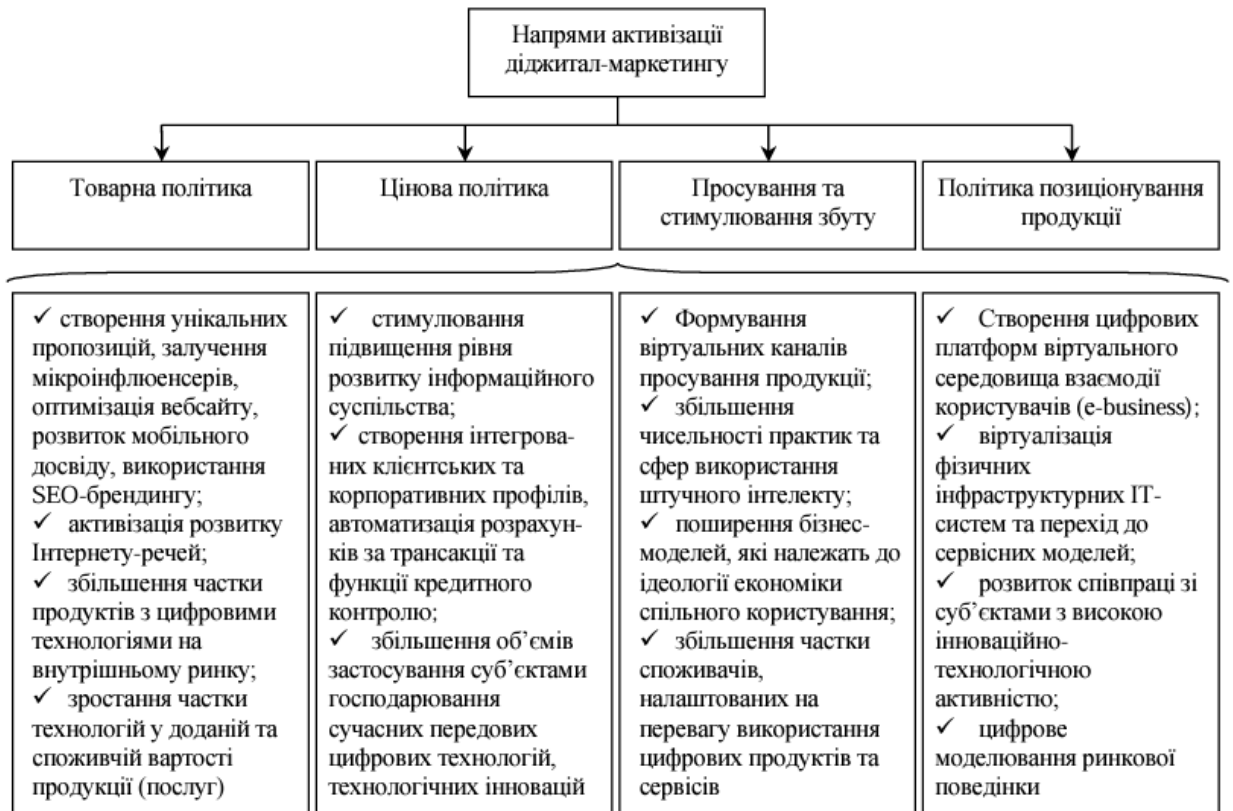 Напрями активізації
діджитал-маркетингу
Товарна політика
Цінова політика
Просування та
стимулювання збуту
Політика позиціонування
продукції
✓ створення унікальних
пропозицій, залучення
мікроінфлюенсерів,
оптимізація вебсайту,
розвиток мобільного
досвіду, використання
SEO-брендингу;
✓ активізація розвитку
Інтернету-речей;
✓ збільшення частки
продуктів з цифровими
технологіями на
внутрішньому ринку;
✓ зростання частки
технологій у доданій та
споживчій вартості
продукції (послуг)
✓ стимулювання
підвищення рівня
розвитку інформаційного
суспільства;
✓ створення інтегрова-
них клієнтських та
корпоративних профілів,
автоматизація розрахун-
ків за трансакції та
функції кредитного
контролю;
✓ збільшення об’ємів
застосування суб’єктами
господарювання
сучасних передових
цифрових технологій,
технологічних інновацій
✓ Формування
віртуальних каналів
просування продукції;
✓ збільшення
чисельності практик та
сфер використання
штучного інтелекту;
✓ поширення бізнес-
моделей, які належать до
ідеології економіки
спільного користування;
✓ збільшення частки
споживачів,
налаштованих на
перевагу використання
цифрових продуктів та
сервісів
✓ Створення цифрових
платформ віртуального
середовища взаємодії
користувачів (e-business);
✓ віртуалізація
фізичних
інфраструктурних ІТ-
систем та перехід до
сервісних моделей;
✓ розвиток співпраці зі
суб’єктами з високою
інноваційно-
технологічною
активністю;
✓ цифрове
моделювання ринкової
поведінки